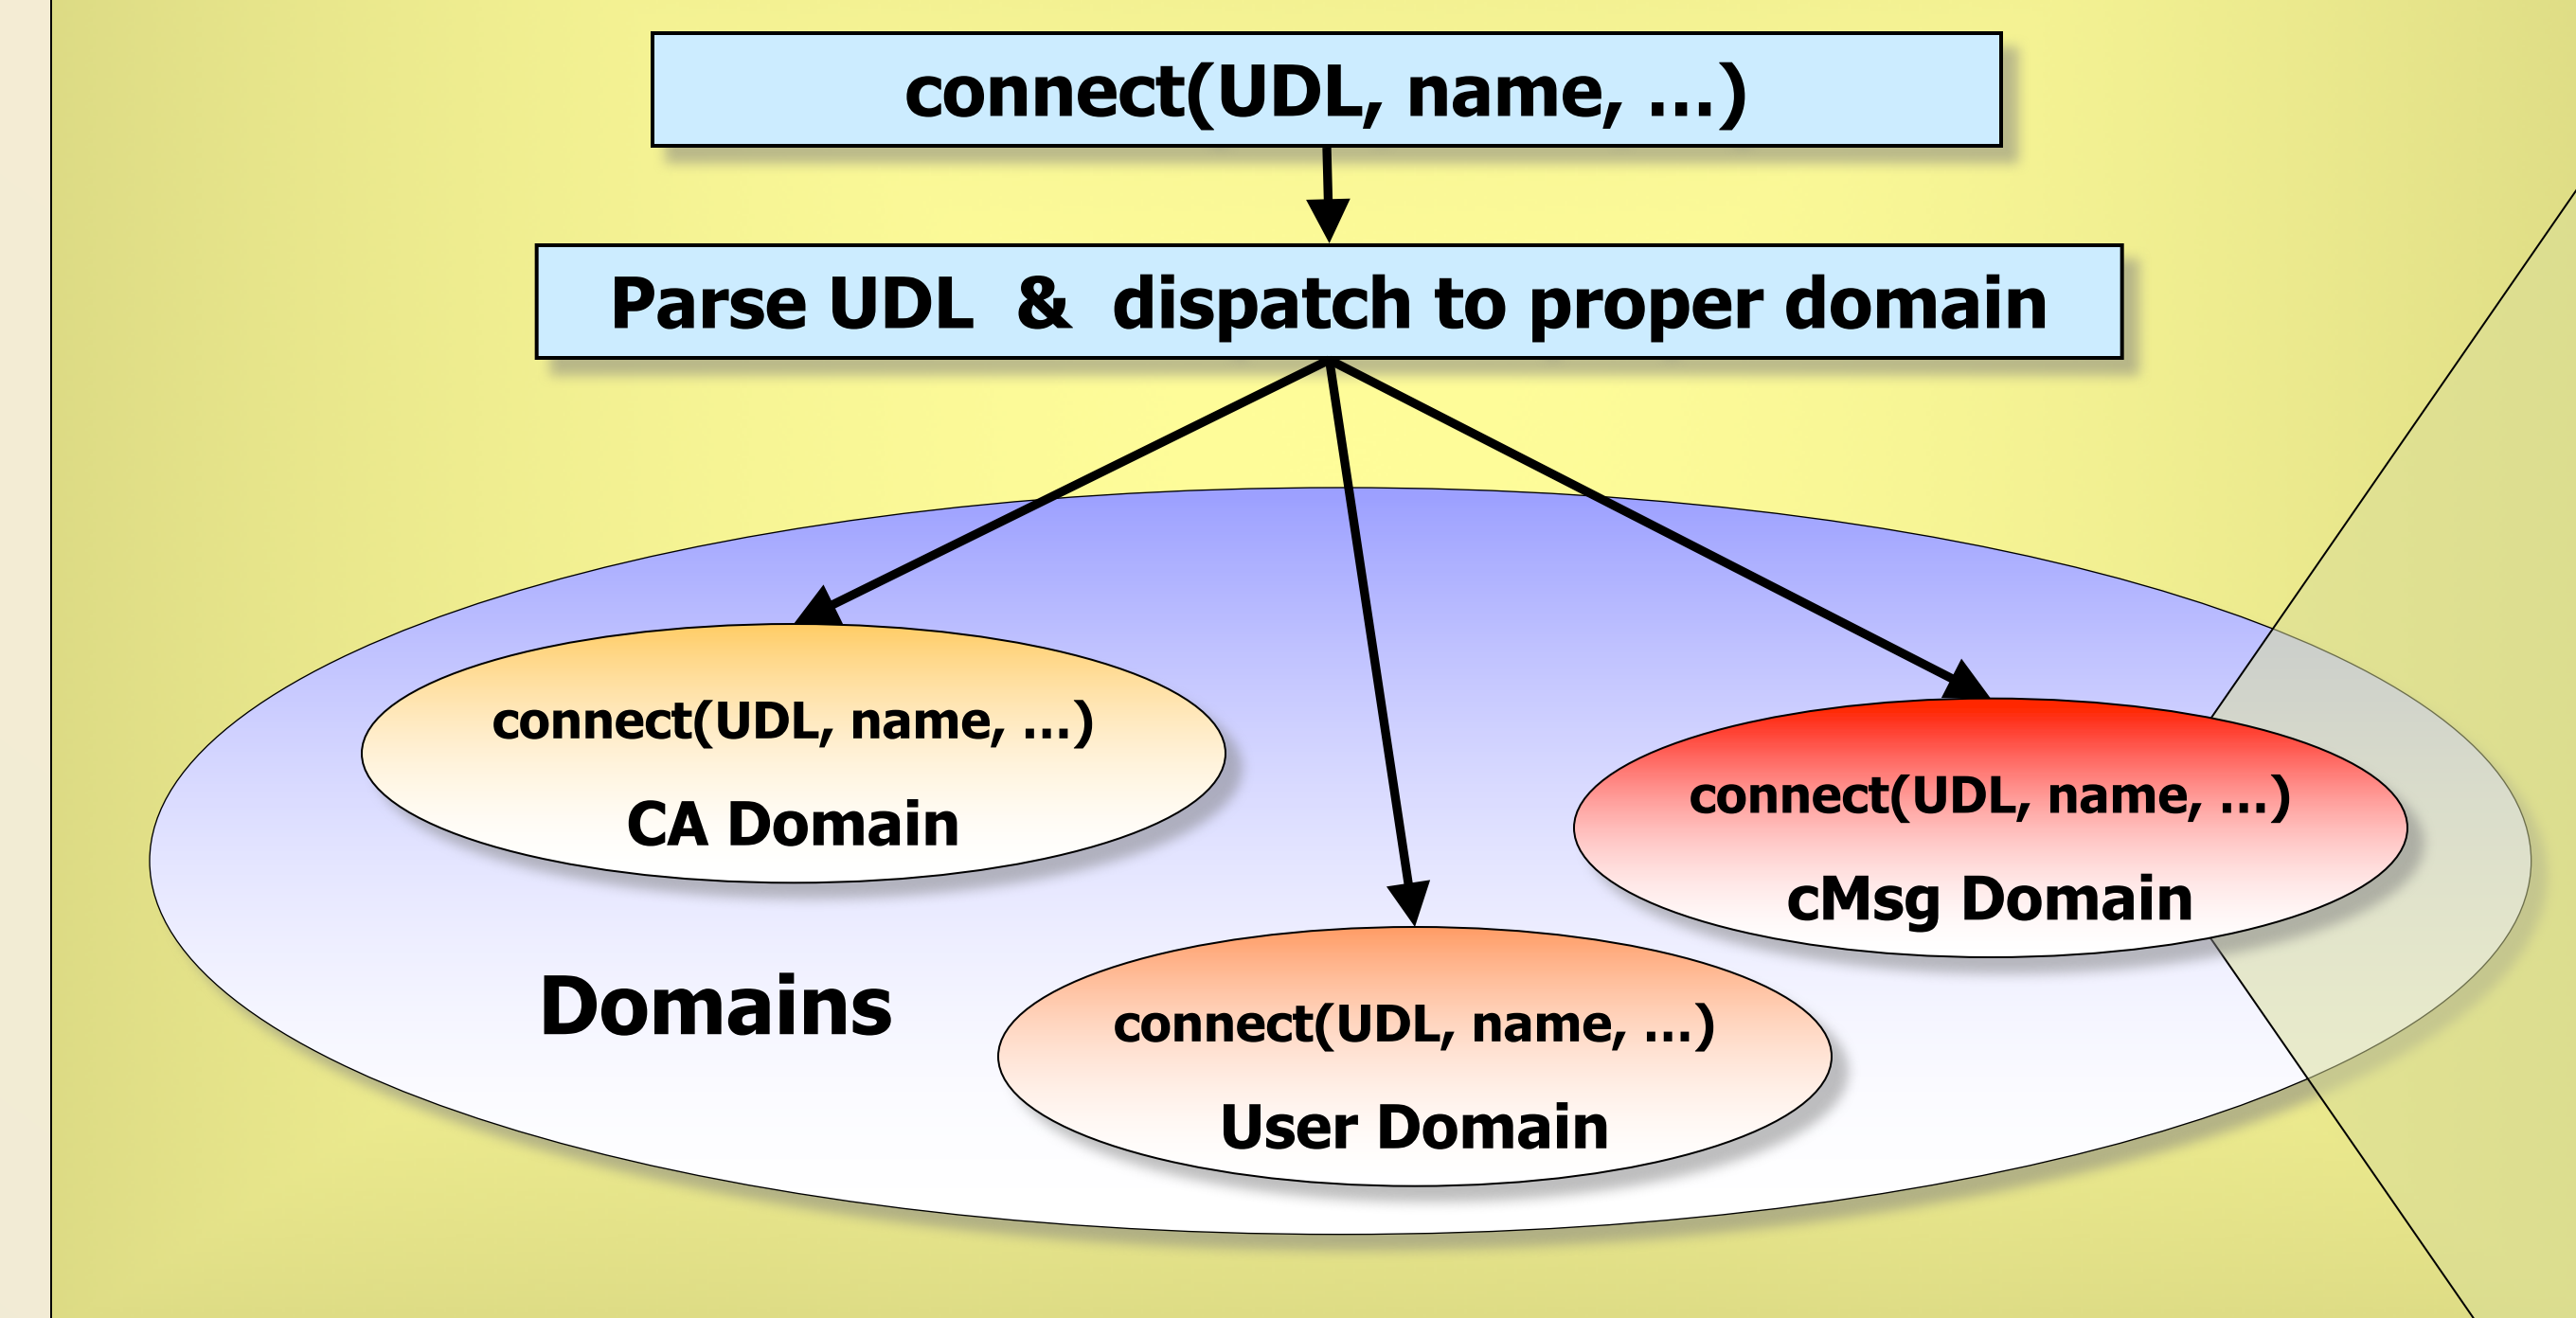 connect(UDL, name, ...)
Parse UDL & dispatch to proper domain
connect(UDL, name, ...)
CA Domain
connect(UDL, name, ...)
cMsg Domain
Domains
connect(UDL, name, ...)
User Domain